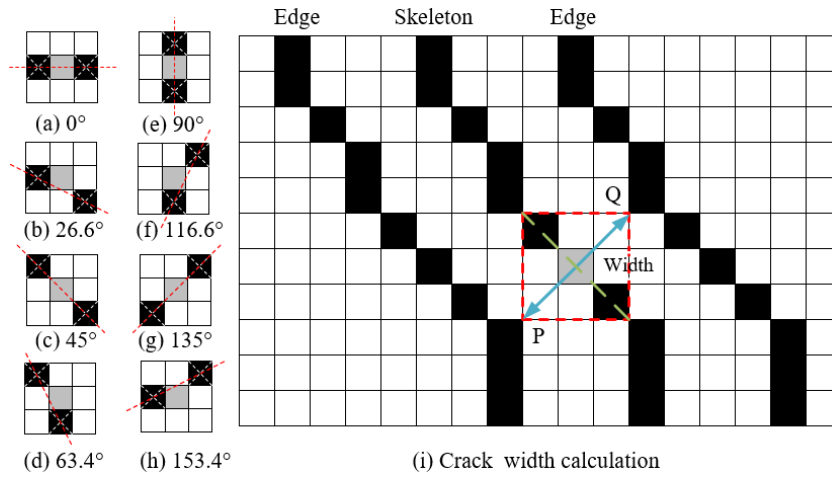 Edge Skeleton Edge
(a) 0° (e) 90°
(b) 26.6° (f) 116.6°
(c) 45° (g) 135°
(d) 63.4° (h) 153.4°
Q
Width
P
(i) Crack width calculation